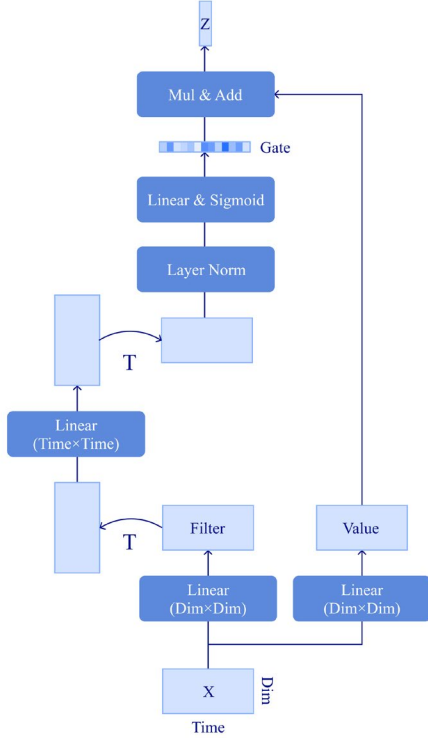 Z
Mul & Add
Gate
Linear & Sigmoid
Layer Norm
T
Linear
(Time×Time)
T
Filter
Value
Linear
(Dim×Dim)
Linear
(Dim×Dim)
X
Dim
Time